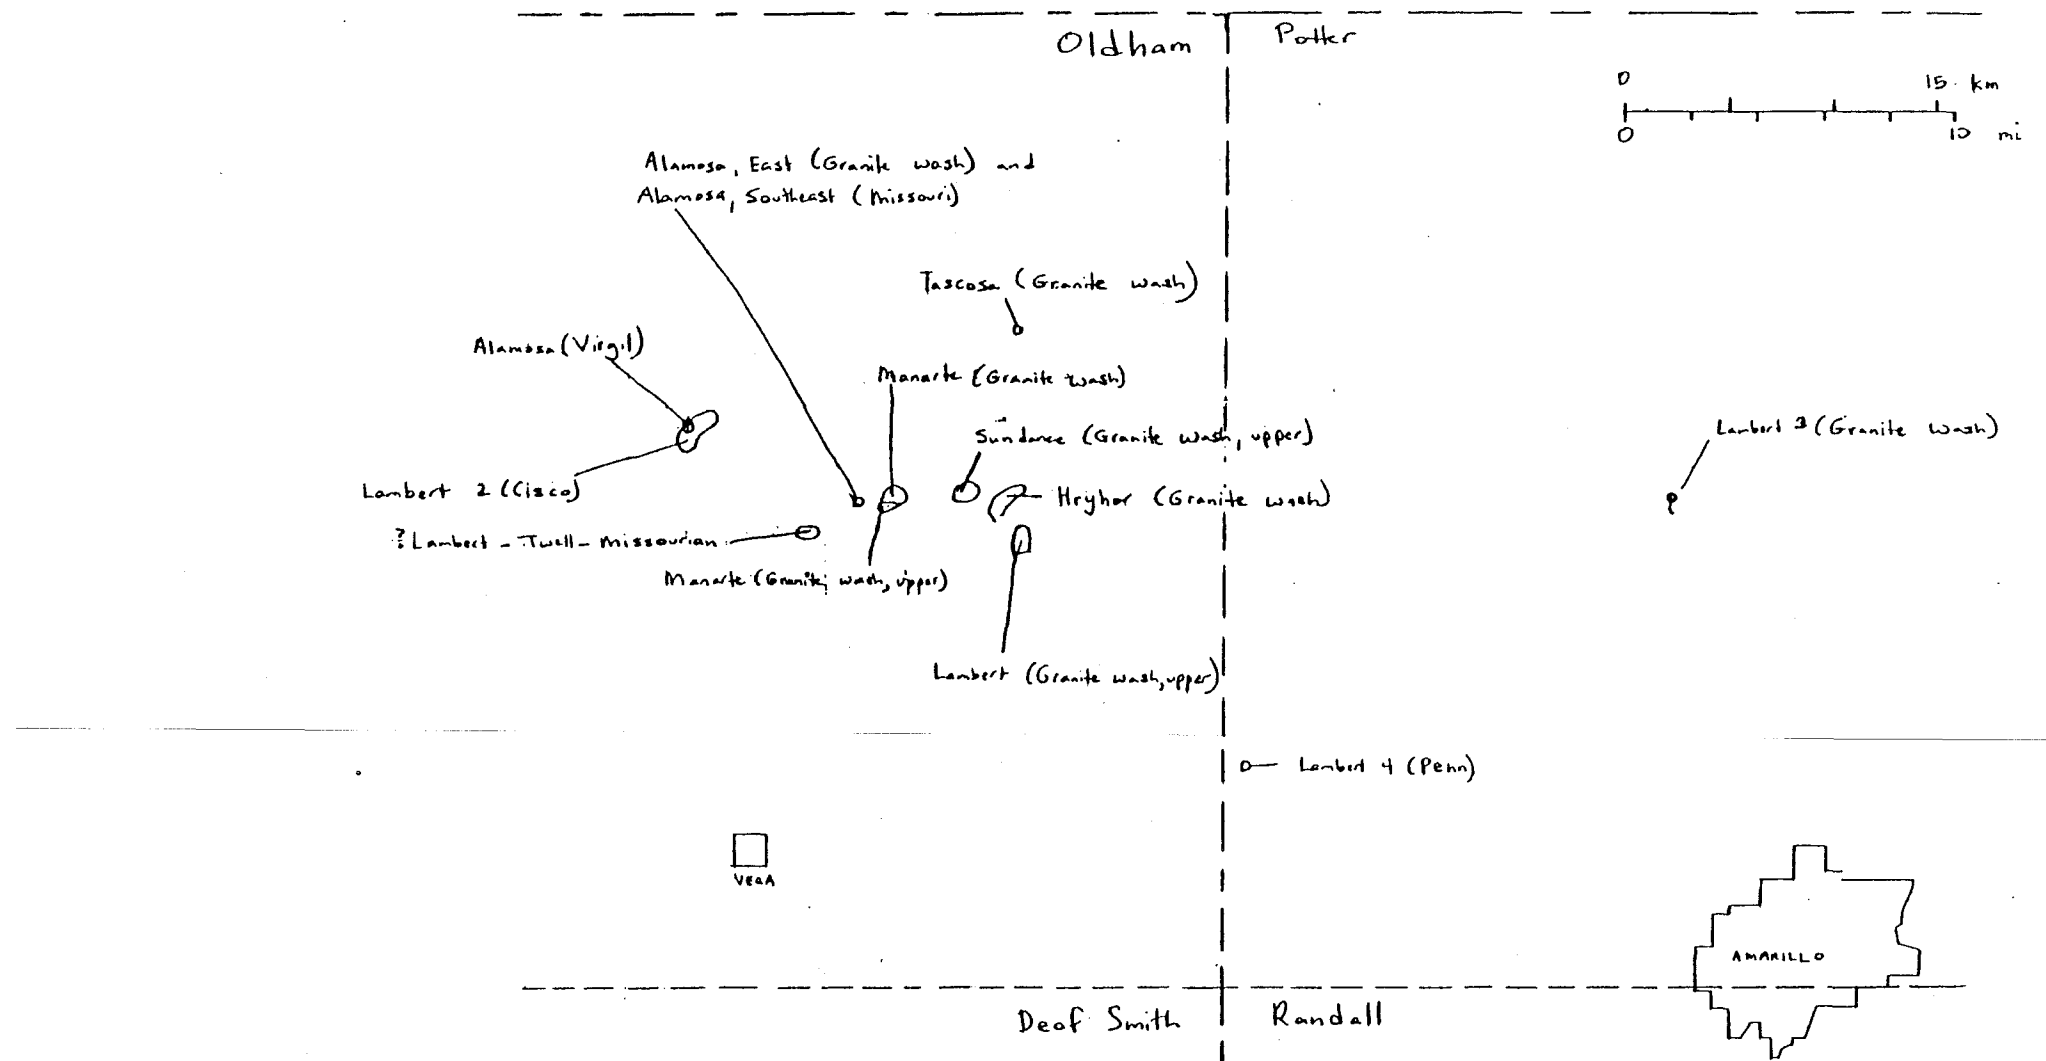 Oldham
Potter
0 15 km
0 10 mi
Alamosa, East (Granite wash) and
Alamosa, Southeast (Missouri)
Tascosa (Granite wash)
Alamosa (Virgil)
Manarte (Granite wash)
Sundance (Granite wash, upper)
Lambert 3 (Granite wash)
Lambert 2 (Cisco)
Hryhor (Granite wash)
? Lambert - Twell - Missourian
Manarte (Granite, wash, upper)
Lambert (Granite wash, upper)
Lambert 4 (Penn)
VEGA
AMARILLO
Deaf Smith
Randall